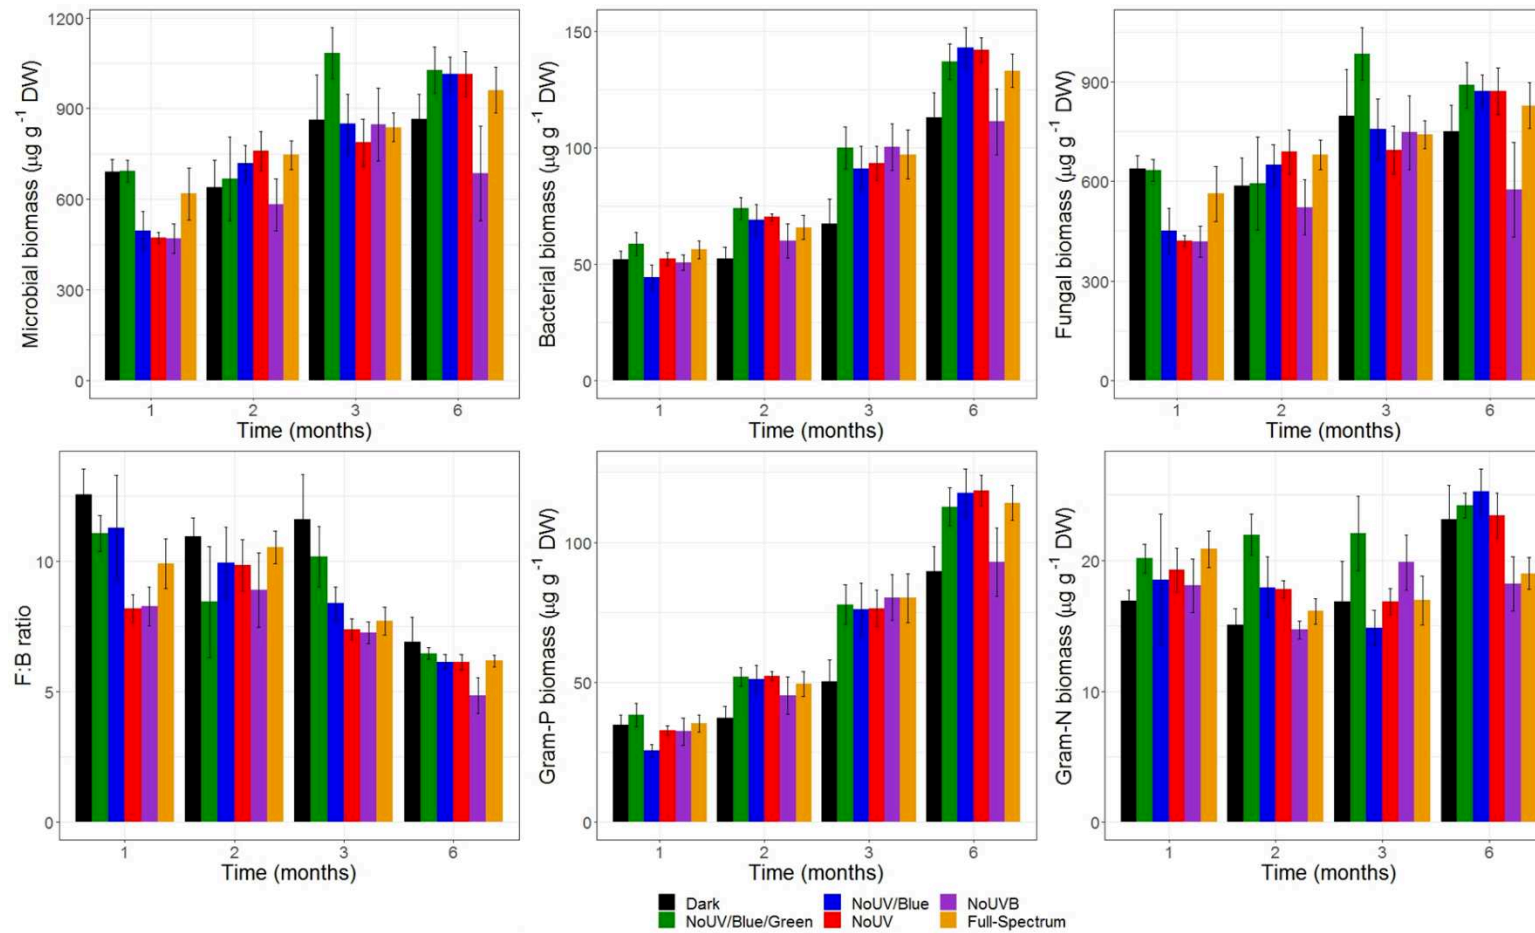 1200
900
600
300
0
Microbial biomass (μg g⁻¹ DW)
1 2 3 6
Time (months)
150
100
50
0
Bacterial biomass (μg g⁻¹ DW)
1 2 3 6
Time (months)
900
600
300
0
Fungal biomass (μg g⁻¹ DW)
1 2 3 6
Time (months)
10
5
0
F:B ratio
1 2 3 6
Time (months)
100
50
0
Gram-P biomass (μg g⁻¹ DW)
1 2 3 6
Time (months)
20
10
0
Gram-N biomass (μg g⁻¹ DW)
1 2 3 6
Time (months)
Dark NoUV/Blue NoUVB
NoUV/Blue/Green NoUV Full-Spectrum